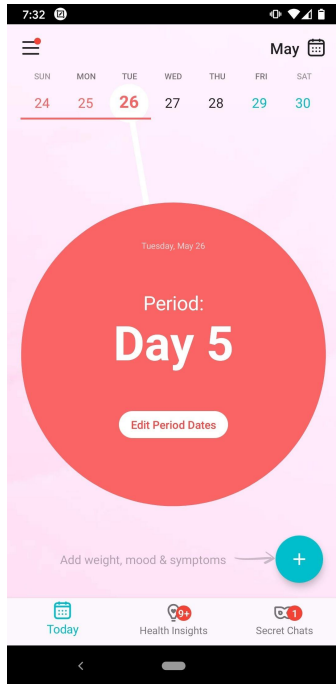 7:32
May
SUN MON TUE WED THU FRI SAT
24 25 26 27 28 29 30
Tuesday, May 26
Period:
Day 5
Edit Period Dates
Add weight, mood & symptoms
+
9+ 1
Today Health Insights Secret Chats